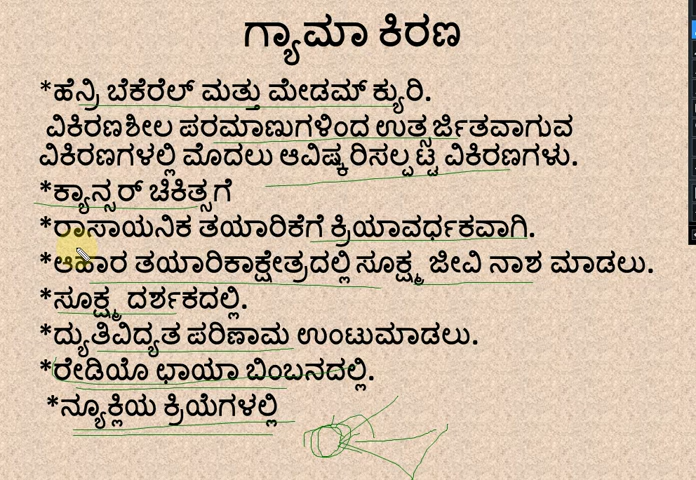 ಗ್ಯಾಮಾ ಕಿರಣ
*ಹೆನ್ರಿ ಬೆಕೆರೆಲ್ ಮತ್ತು ಮೇಡಮ್ ಕ್ಯುರಿ.
ವಿಕಿರಣಶೀಲ ಪರಮಾಣುಗಳಿಂದ ಉತ್ಸರ್ಜಿತವಾಗುವ
ವಿಕಿರಣಗಳಲ್ಲಿ ಮೊದಲು ಆವಿಷ್ಕರಿಸಲ್ಪಟ್ಟ ವಿಕಿರಣಗಳು.
*ಕ್ಯಾನ್ಸರ್ ಚಿಕಿತ್ಸಗೆ
*ರಾಸಾಯನಿಕ ತಯಾರಿಕೆಗೆ ಕ್ರಿಯಾವರ್ಧಕವಾಗಿ.
*ಆಹಾರ ತಯಾರಿಕಾಕ್ಷೇತ್ರದಲ್ಲಿ ಸೂಕ್ಷ್ಮ ಜೀವಿ ನಾಶ ಮಾಡಲು.
*ಸೂಕ್ಷ್ಮ ದರ್ಶಕದಲ್ಲಿ.
*ದ್ಯುತಿವಿದ್ಯತ ಪರಿಣಾಮ ಉಂಟುಮಾಡಲು.
*ರೇಡಿಯೊ ಛಾಯಾ ಬಿಂಬನದಲ್ಲಿ.
*ನ್ಯೂಕ್ಲಿಯ ಕ್ರಿಯೆಗಳಲ್ಲಿ